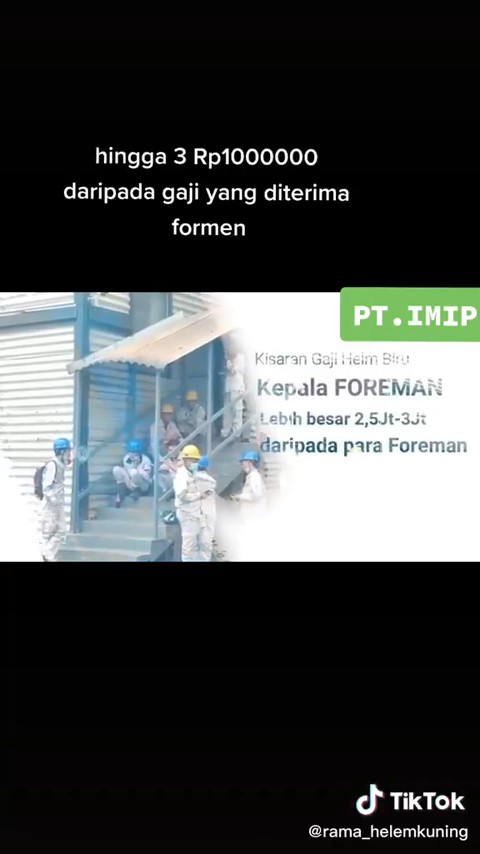 hingga 3 Rp1000000
daripada gaji yang diterima
formen
PT.IMIP
Kisaran Gaji Helm Biru
Kepala FOREMAN
Lebih besar 2,5Jt-3Jt
daripada para Foreman
TikTok
@rama_helemkuning